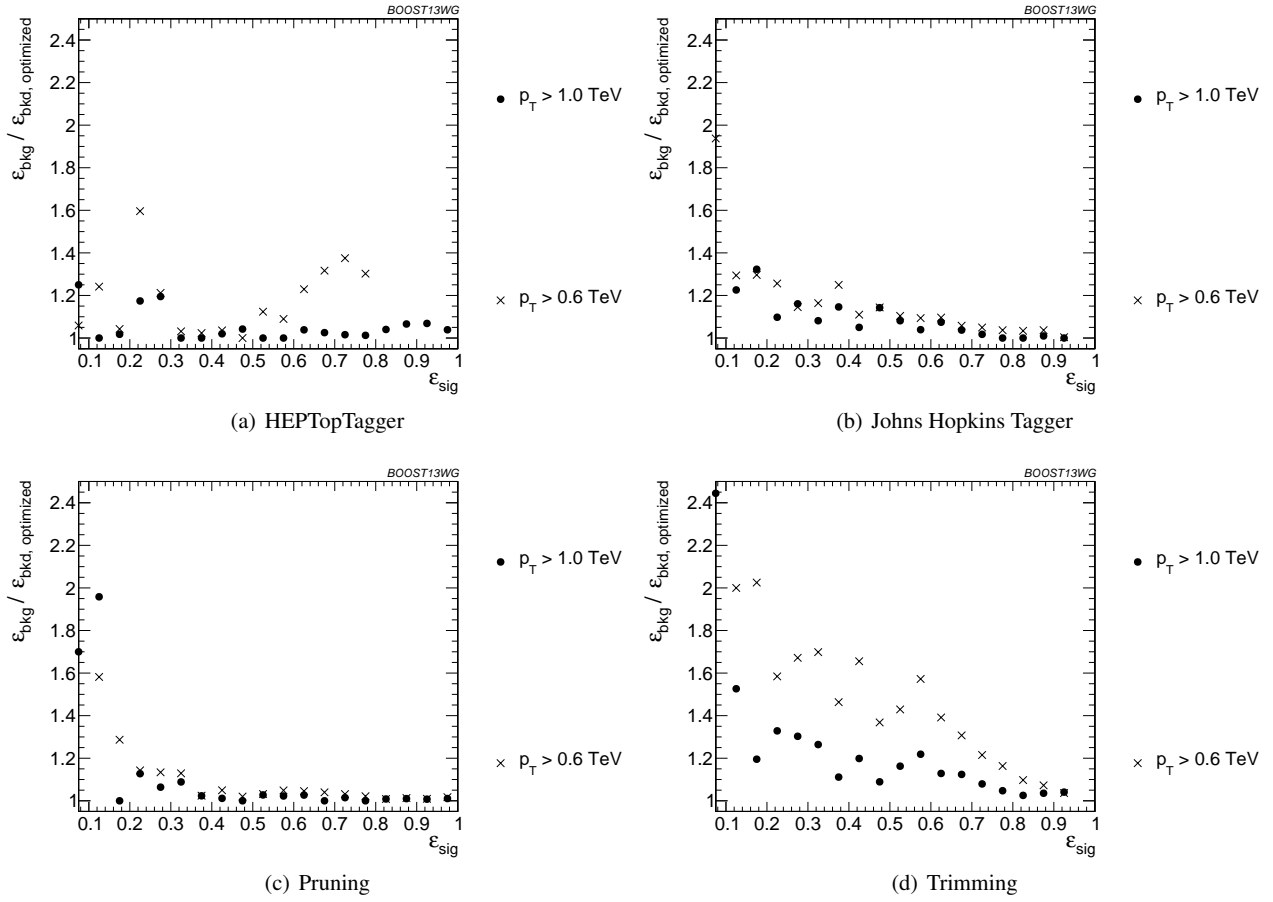 BOOST13WG
ε_bkg / ε_bkd, optimized
2.4
2.2
2
1.8
1.6
1.4
1.2
1
0.1 0.2 0.3 0.4 0.5 0.6 0.7 0.8 0.9 1
ε_sig
p_T > 1.0 TeV
p_T > 0.6 TeV
(a) HEPTopTagger
BOOST13WG
ε_bkg / ε_bkd, optimized
2.4
2.2
2
1.8
1.6
1.4
1.2
1
0.1 0.2 0.3 0.4 0.5 0.6 0.7 0.8 0.9 1
ε_sig
p_T > 1.0 TeV
p_T > 0.6 TeV
(b) Johns Hopkins Tagger
BOOST13WG
ε_bkg / ε_bkd, optimized
2.4
2.2
2
1.8
1.6
1.4
1.2
1
0.1 0.2 0.3 0.4 0.5 0.6 0.7 0.8 0.9 1
ε_sig
p_T > 1.0 TeV
p_T > 0.6 TeV
(c) Pruning
BOOST13WG
ε_bkg / ε_bkd, optimized
2.4
2.2
2
1.8
1.6
1.4
1.2
1
0.1 0.2 0.3 0.4 0.5 0.6 0.7 0.8 0.9 1
ε_sig
p_T > 1.0 TeV
p_T > 0.6 TeV
(d) Trimming